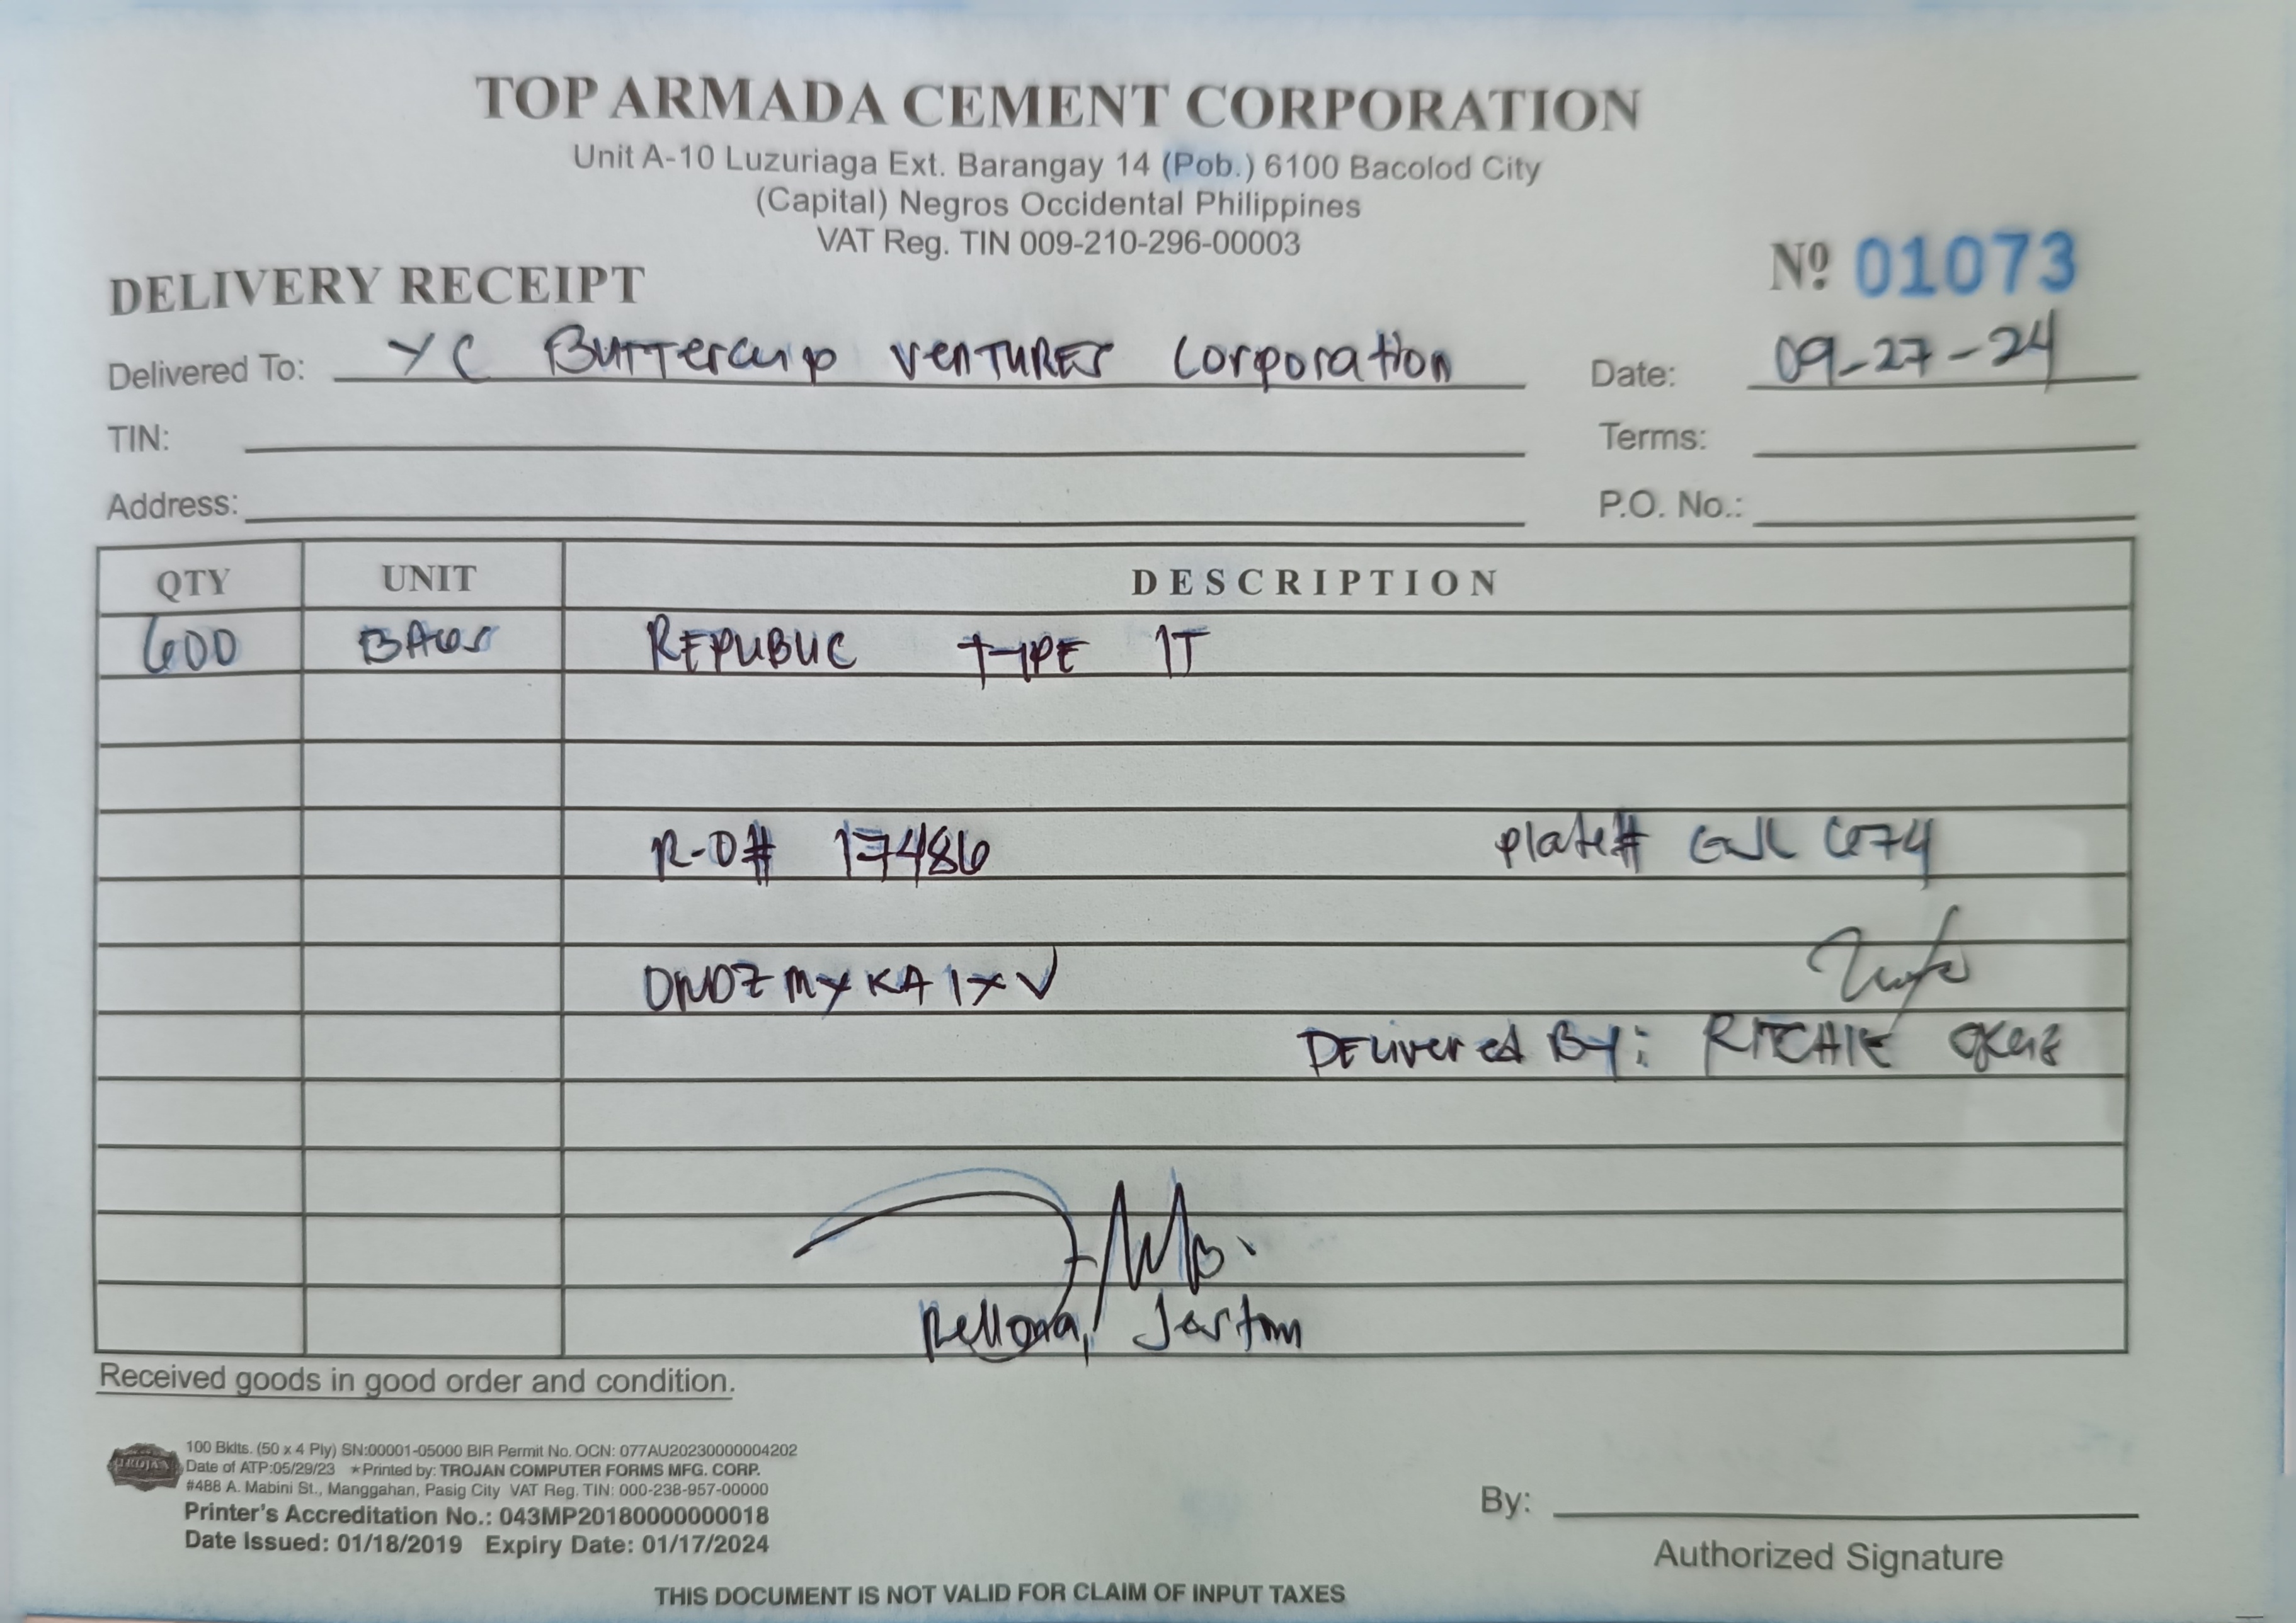 TOP ARMADA CEMENT CORPORATION
Unit A-10 Luzuriaga Ext. Barangay 14 (Pob.) 6100 Bacolod City
(Capital) Negros Occidental Philippines
VAT Reg. TIN 009-210-296-00003
DELIVERY RECEIPT Nº 01073
Delivered To: YC Buttercup Ventures Corporation Date: 09-27-24
TIN: Terms:
Address: P.O. No.:
QTY UNIT DESCRIPTION
600 BAGS REPUBLIC TYPE 1T
R-O# 17486 Plate#
Delivered By: RITCHIE
Rellona,
Received goods in good order and condition.
100 Bklts. (50 x 4 Ply) SN:00001-05000 BIR Permit No. OCN: 077AU20230000004202
TROJAN Date of ATP:05/29/23 ★Printed by: TROJAN COMPUTER FORMS MFG. CORP.
#488 A. Mabini St., Manggahan, Pasig City VAT Reg. TIN: 000-238-957-00000
Printer's Accreditation No.: 043MP20180000000018
Date Issued: 01/18/2019 Expiry Date: 01/17/2024
By:
Authorized Signature
THIS DOCUMENT IS NOT VALID FOR CLAIM OF INPUT TAXES